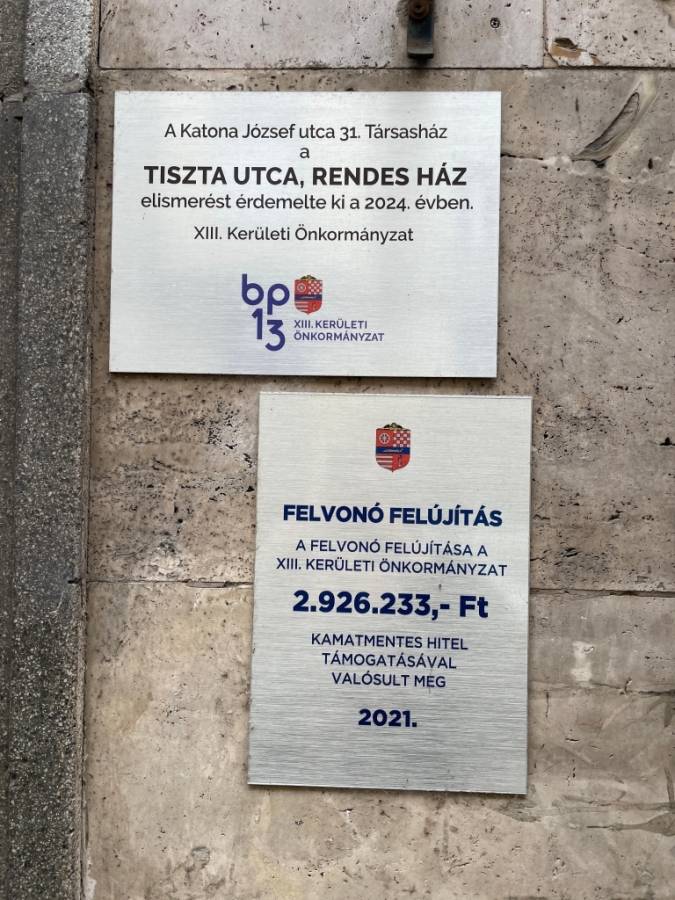 A Katona József utca 31. Társasház
a
TISZTA UTCA, RENDES HÁZ
elismerést érdemelte ki a 2024. évben.
XIII. Kerületi Önkormányzat
bp
13
XIII. KERÜLETI
ÖNKORMÁNYZAT
FELVONÓ FELÚJÍTÁS
A FELVONÓ FELÚJÍTÁSA A
XIII. KERÜLETI ÖNKORMÁNYZAT
2.926.233,- Ft
KAMATMENTES HITEL
TÁMOGATÁSÁVAL
VALÓSULT MEG
2021.